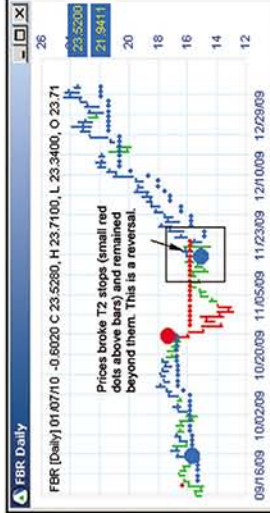 FBR Daily
FBR [Daily] 01/07/10 -0.6020 C 23.5280, H 23.7100, L 23.3400, O 23.71
26
24
23.5200
21.9411
20
18
16
14
12
Prices broke T2 stops (small red
dots above bars) and remained
beyond them. This is a reversal.
09/16/09 10/02/09 10/20/09 11/05/09 11/23/09 12/10/09 12/29/09